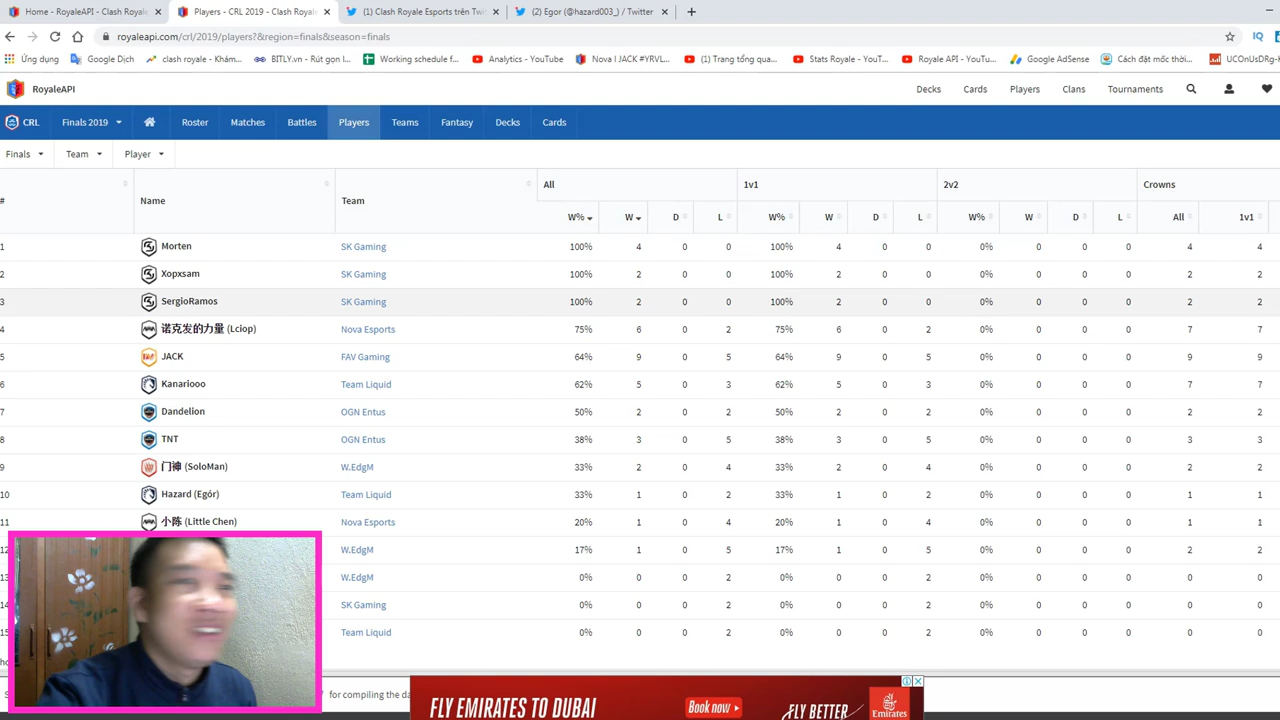 Home - RoyaleAPI - Clash Royale
Players - CRL 2019 - Clash Royale
(1) Clash Royale Esports trên Twi
(2) Egor (@hazard003_) / Twitter
royaleapi.com/crl/2019/players?&region=finals&season=finals
IQ
Ứng dụng
Google Dịch
clash royale - Khám...
BITLY.vn - Rút gọn l...
Working schedule f...
Analytics - YouTube
Nova l JACK #YRVL...
(1) Trang tổng qua...
Stats Royale - YouT...
Royale API - YouTu...
Google AdSense
Cách đặt mốc thời...
UCOnUsDRg-K
RoyaleAPI
Decks Cards Players Clans Tournaments
CRL Finals 2019 Roster Matches Battles Players Teams Fantasy Decks Cards
Finals Team Player
All 1v1 2v2 Crowns
# Name Team
W% W D L W% W D L W% W D L All 1v1
1 Morten SK Gaming 100% 4 0 0 100% 4 0 0 0% 0 0 0 4 4
2 Xopxsam SK Gaming 100% 2 0 0 100% 2 0 0 0% 0 0 0 2 2
3 SergioRamos SK Gaming 100% 2 0 0 100% 2 0 0 0% 0 0 0 2 2
4 诺克发的力量 (Lciop) Nova Esports 75% 6 0 2 75% 6 0 2 0% 0 0 0 7 7
5 JACK FAV Gaming 64% 9 0 5 64% 9 0 5 0% 0 0 0 9 9
6 Kanariooo Team Liquid 62% 5 0 3 62% 5 0 3 0% 0 0 0 7 7
7 Dandelion OGN Entus 50% 2 0 2 50% 2 0 2 0% 0 0 0 2 2
8 TNT OGN Entus 38% 3 0 5 38% 3 0 5 0% 0 0 0 3 3
9 门神 (SoloMan) W.EdgM 33% 2 0 4 33% 2 0 4 0% 0 0 0 2 2
10 Hazard (Egór) Team Liquid 33% 1 0 2 33% 1 0 2 0% 0 0 0 1 1
11 小陈 (Little Chen) Nova Esports 20% 1 0 4 20% 1 0 4 0% 0 0 0 1 1
12 W.EdgM 17% 1 0 5 17% 1 0 5 0% 0 0 0 2 2
13 W.EdgM 0% 0 0 2 0% 0 0 2 0% 0 0 0 0 0
14 SK Gaming 0% 0 0 2 0% 0 0 2 0% 0 0 0 0 0
15 Team Liquid 0% 0 0 2 0% 0 0 2 0% 0 0 0 0 0
for compiling the da
FLY EMIRATES TO DUBAI
Book now
FLY BETTER
Emirates